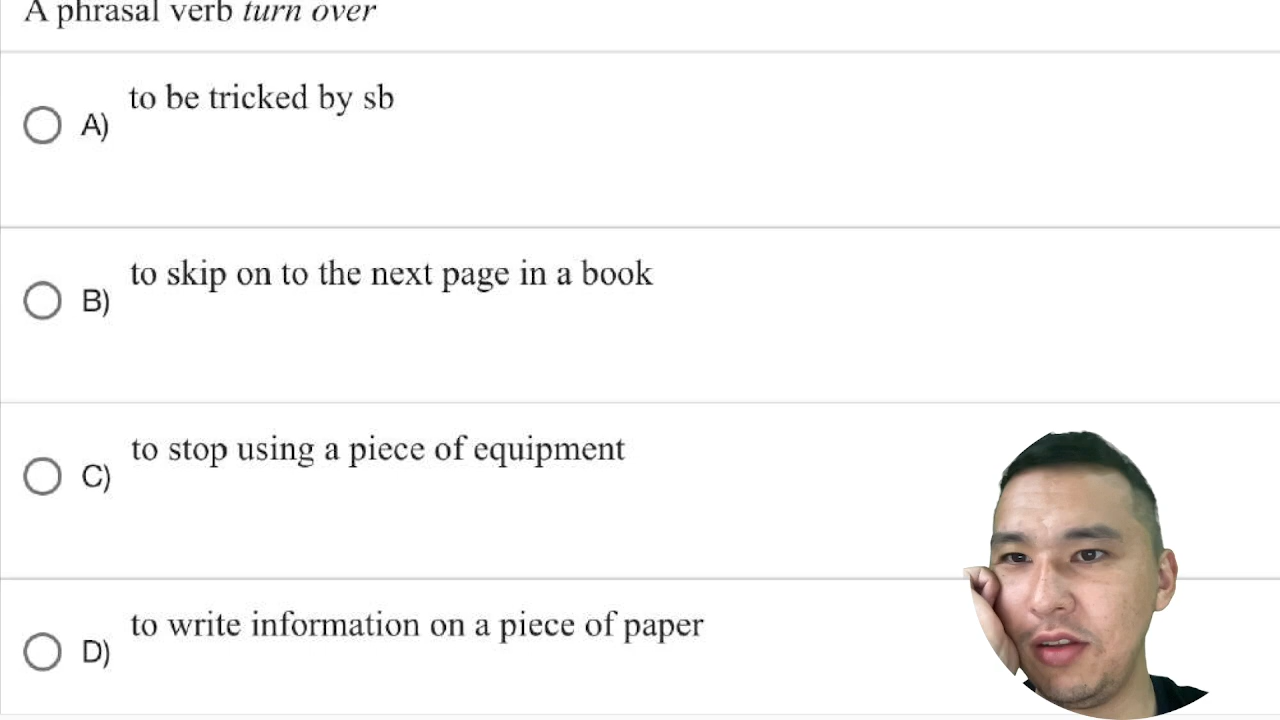 A phrasal verb turn over
A) to be tricked by sb
B) to skip on to the next page in a book
C) to stop using a piece of equipment
D) to write information on a piece of paper